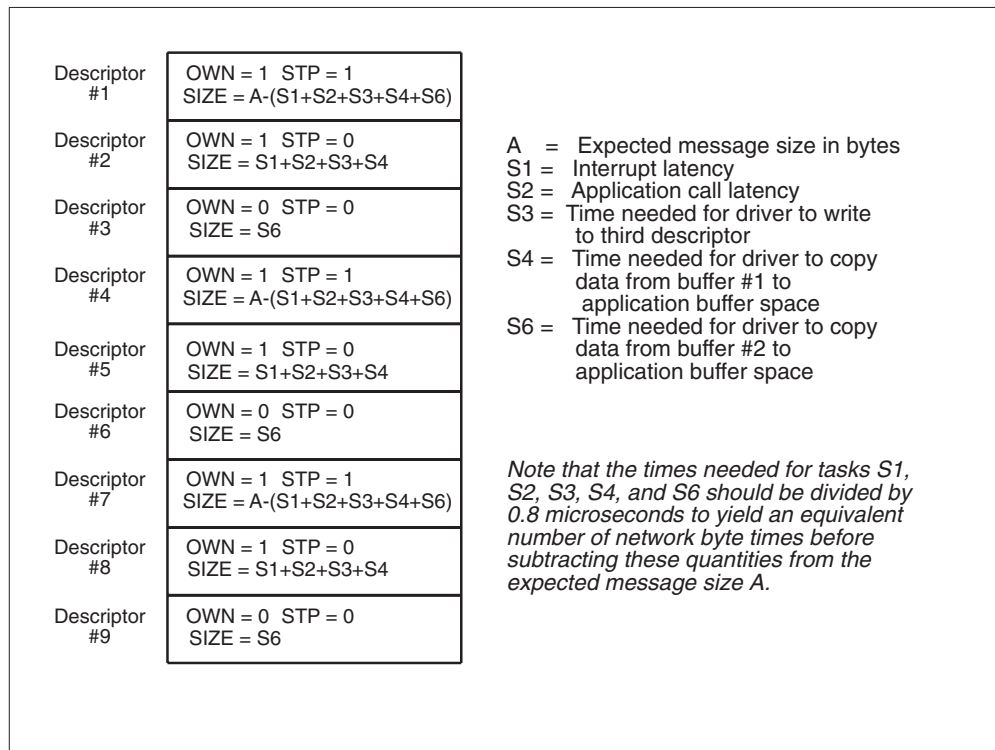 Descriptor
#1
OWN = 1 STP = 1
SIZE = A-(S1+S2+S3+S4+S6)
Descriptor
#2
OWN = 1 STP = 0
SIZE = S1+S2+S3+S4
Descriptor
#3
OWN = 0 STP = 0
SIZE = S6
Descriptor
#4
OWN = 1 STP = 1
SIZE = A-(S1+S2+S3+S4+S6)
Descriptor
#5
OWN = 1 STP = 0
SIZE = S1+S2+S3+S4
Descriptor
#6
OWN = 0 STP = 0
SIZE = S6
Descriptor
#7
OWN = 1 STP = 1
SIZE = A-(S1+S2+S3+S4+S6)
Descriptor
#8
OWN = 1 STP = 0
SIZE = S1+S2+S3+S4
Descriptor
#9
OWN = 0 STP = 0
SIZE = S6
A = Expected message size in bytes
S1 = Interrupt latency
S2 = Application call latency
S3 = Time needed for driver to write
to third descriptor
S4 = Time needed for driver to copy
data from buffer #1 to
application buffer space
S6 = Time needed for driver to copy
data from buffer #2 to
application buffer space
Note that the times needed for tasks S1,
S2, S3, S4, and S6 should be divided by
0.8 microseconds to yield an equivalent
number of network byte times before
subtracting these quantities from the
expected message size A.